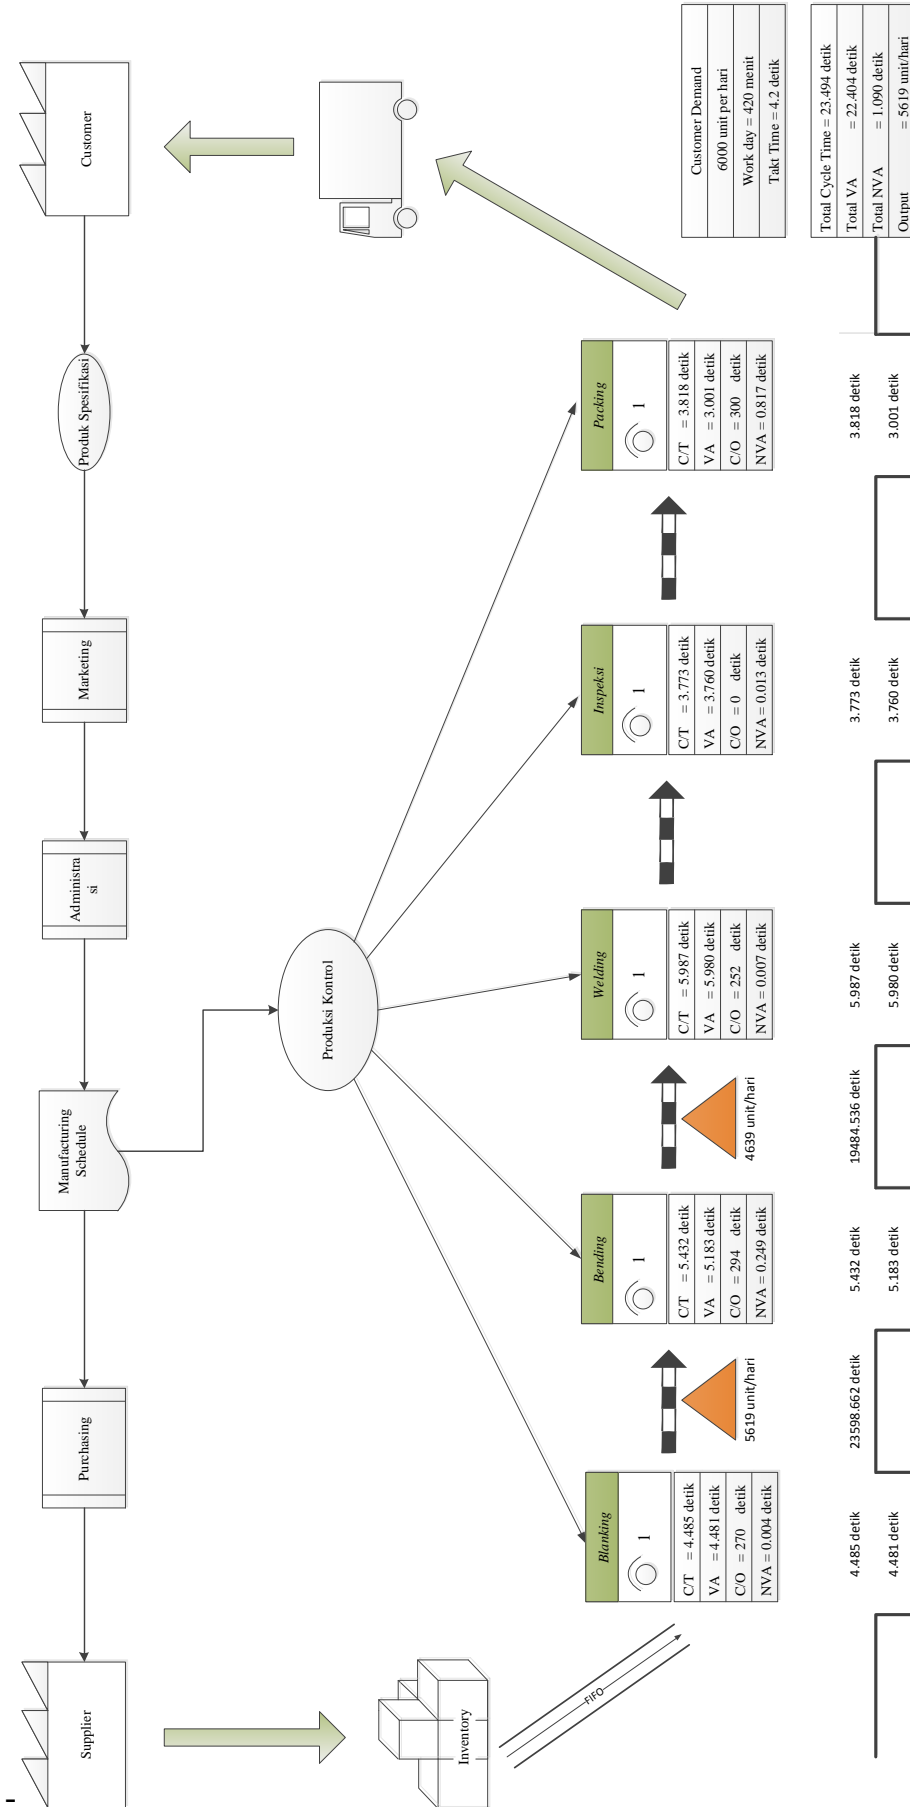 Supplier
Purchasing
Manufacturing
Schedule
Administra
si
Marketing
Produk Spesifikasi
Customer
Inventory
FIFO
Produksi Kontrol
Blanking
1
C/T = 4.485 detik
VA = 4.481 detik
C/O = 270 detik
NVA = 0.004 detik
5619 unit/hari
Bending
1
C/T = 5.432 detik
VA = 5.183 detik
C/O = 294 detik
NVA = 0.249 detik
4639 unit/hari
Welding
1
C/T = 5.987 detik
VA = 5.980 detik
C/O = 252 detik
NVA = 0.007 detik
Inspeksi
1
C/T = 3.773 detik
VA = 3.760 detik
C/O = 0 detik
NVA = 0.013 detik
Packing
1
C/T = 3.818 detik
VA = 3.001 detik
C/O = 300 detik
NVA = 0.817 detik
Customer Demand
6000 unit per hari
Work day = 420 menit
Takt Time = 4.2 detik
4.485 detik
4.481 detik
23598.662 detik
5.432 detik
5.183 detik
19484.536 detik
5.987 detik
5.980 detik
3.773 detik
3.760 detik
3.818 detik
3.001 detik
Total Cycle Time = 23.494 detik
Total VA = 22.404 detik
Total NVA = 1.090 detik
Output = 5619 unit/hari